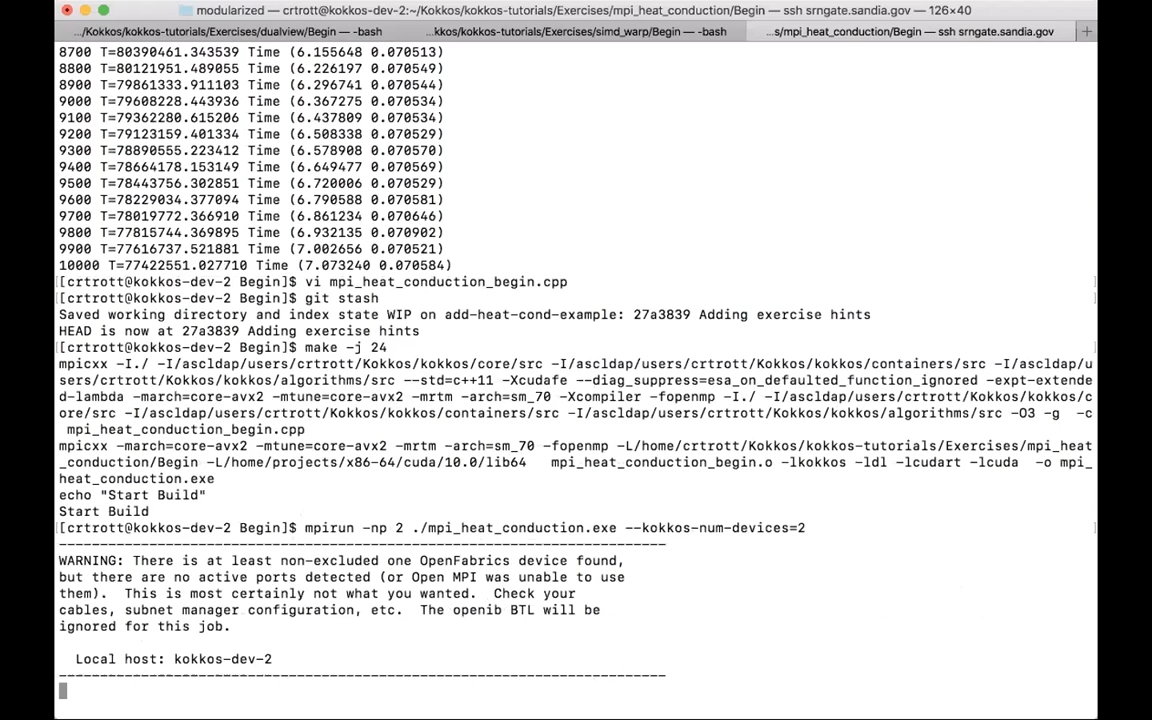 modularized — crtrott@kokkos-dev-2:~/Kokkos/kokkos-tutorials/Exercises/mpi_heat_conduction/Begin — ssh srngate.sandia.gov — 126×40
.../Kokkos/kokkos-tutorials/Exercises/dualview/Begin — -bash ...kkos/kokkos-tutorials/Exercises/simd_warp/Begin — -bash ...s/mpi_heat_conduction/Begin — ssh srngate.sandia.gov +
8700 T=80390461.343539 Time (6.155648 0.070513)
8800 T=80121951.489055 Time (6.226197 0.070549)
8900 T=79861333.911103 Time (6.296741 0.070544)
9000 T=79608228.443936 Time (6.367275 0.070534)
9100 T=79362280.615206 Time (6.437809 0.070534)
9200 T=79123159.401334 Time (6.508338 0.070529)
9300 T=78890555.223412 Time (6.578908 0.070570)
9400 T=78664178.153149 Time (6.649477 0.070569)
9500 T=78443756.302851 Time (6.720006 0.070529)
9600 T=78229034.377094 Time (6.790588 0.070581)
9700 T=78019772.366910 Time (6.861234 0.070646)
9800 T=77815744.369895 Time (6.932135 0.070902)
9900 T=77616737.521881 Time (7.002656 0.070521)
10000 T=77422551.027710 Time (7.073240 0.070584)
[crtrott@kokkos-dev-2 Begin]$ vi mpi_heat_conduction_begin.cpp
[crtrott@kokkos-dev-2 Begin]$ git stash
Saved working directory and index state WIP on add-heat-cond-example: 27a3839 Adding exercise hints
HEAD is now at 27a3839 Adding exercise hints
[crtrott@kokkos-dev-2 Begin]$ make -j 24
mpicxx -I./ -I/ascldap/users/crtrott/Kokkos/kokkos/core/src -I/ascldap/users/crtrott/Kokkos/kokkos/containers/src -I/ascldap/u
sers/crtrott/Kokkos/kokkos/algorithms/src --std=c++11 -Xcudafe --diag_suppress=esa_on_defaulted_function_ignored -expt-extende
d-lambda -march=core-avx2 -mtune=core-avx2 -mrtm -arch=sm_70 -Xcompiler -fopenmp -I./ -I/ascldap/users/crtrott/Kokkos/kokkos/c
ore/src -I/ascldap/users/crtrott/Kokkos/kokkos/containers/src -I/ascldap/users/crtrott/Kokkos/kokkos/algorithms/src -O3 -g -c
mpi_heat_conduction_begin.cpp
mpicxx -march=core-avx2 -mtune=core-avx2 -mrtm -arch=sm_70 -fopenmp -L/home/crtrott/Kokkos/kokkos-tutorials/Exercises/mpi_heat
_conduction/Begin -L/home/projects/x86-64/cuda/10.0/lib64 mpi_heat_conduction_begin.o -lkokkos -ldl -lcudart -lcuda -o mpi_
heat_conduction.exe
echo "Start Build"
Start Build
[crtrott@kokkos-dev-2 Begin]$ mpirun -np 2 ./mpi_heat_conduction.exe --kokkos-num-devices=2
--------------------------------------------------------------------------
WARNING: There is at least non-excluded one OpenFabrics device found,
but there are no active ports detected (or Open MPI was unable to use
them). This is most certainly not what you wanted. Check your
cables, subnet manager configuration, etc. The openib BTL will be
ignored for this job.
Local host: kokkos-dev-2
--------------------------------------------------------------------------